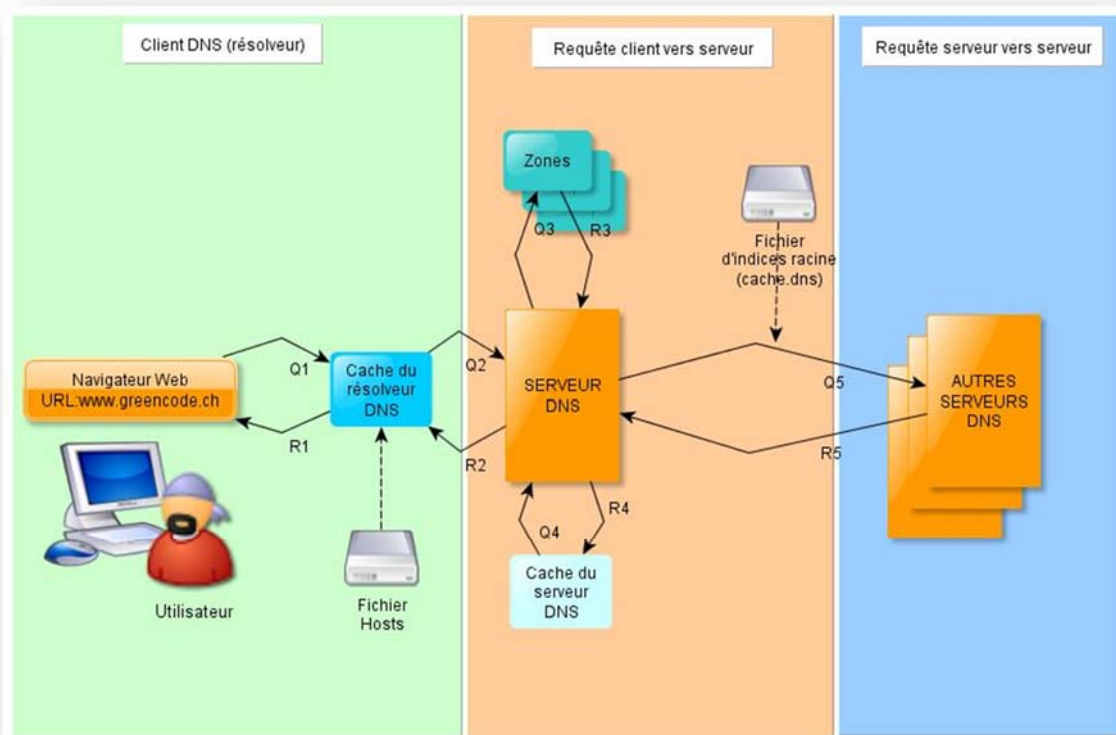 Client DNS (résolveur)
Requête client vers serveur
Requête serveur vers serveur
Zones
Q3
R3
Fichier
d'indices racine
(cache.dns)
Navigateur Web
URL:www.greencode.ch
Q1
R1
Cache du
résolveur
DNS
Q2
R2
SERVEUR
DNS
Q5
R5
AUTRES
SERVEURS
DNS
Q4
R4
Cache du
serveur
DNS
Utilisateur
Fichier
Hosts